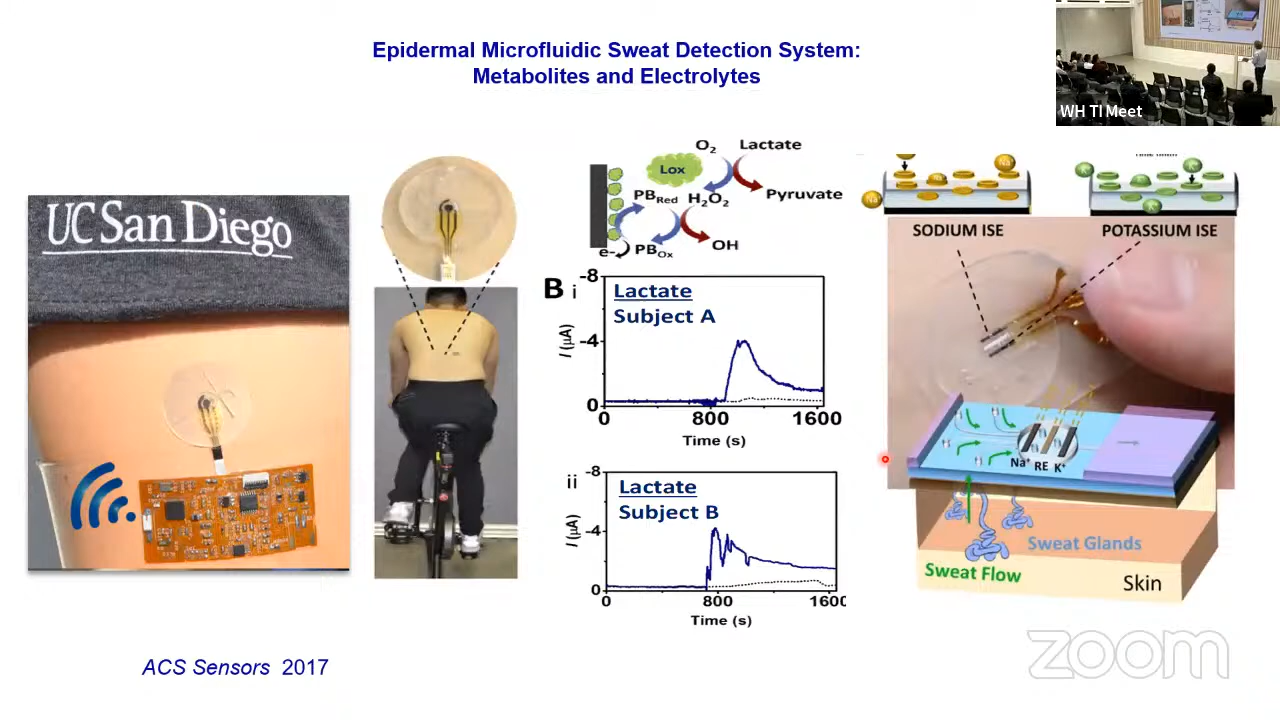 Epidermal Microfluidic Sweat Detection System:
Metabolites and Electrolytes
WH TI Meet
UC San Diego
O₂ Lactate
Lox
PB_Red H₂O₂ Pyruvate
e- PB_Ox OH
B i
Lactate
Subject A
I (µA)
-8
-4
0
0 800 1600
Time (s)
ii
Lactate
Subject B
I (µA)
-8
-4
0
0 800 1600
Time (s)
Na⁺
Na⁺
K⁺
K⁺
SODIUM ISE POTASSIUM ISE
Na⁺ RE K⁺
Sweat Glands
Sweat Flow
Skin
ACS Sensors 2017
zoom